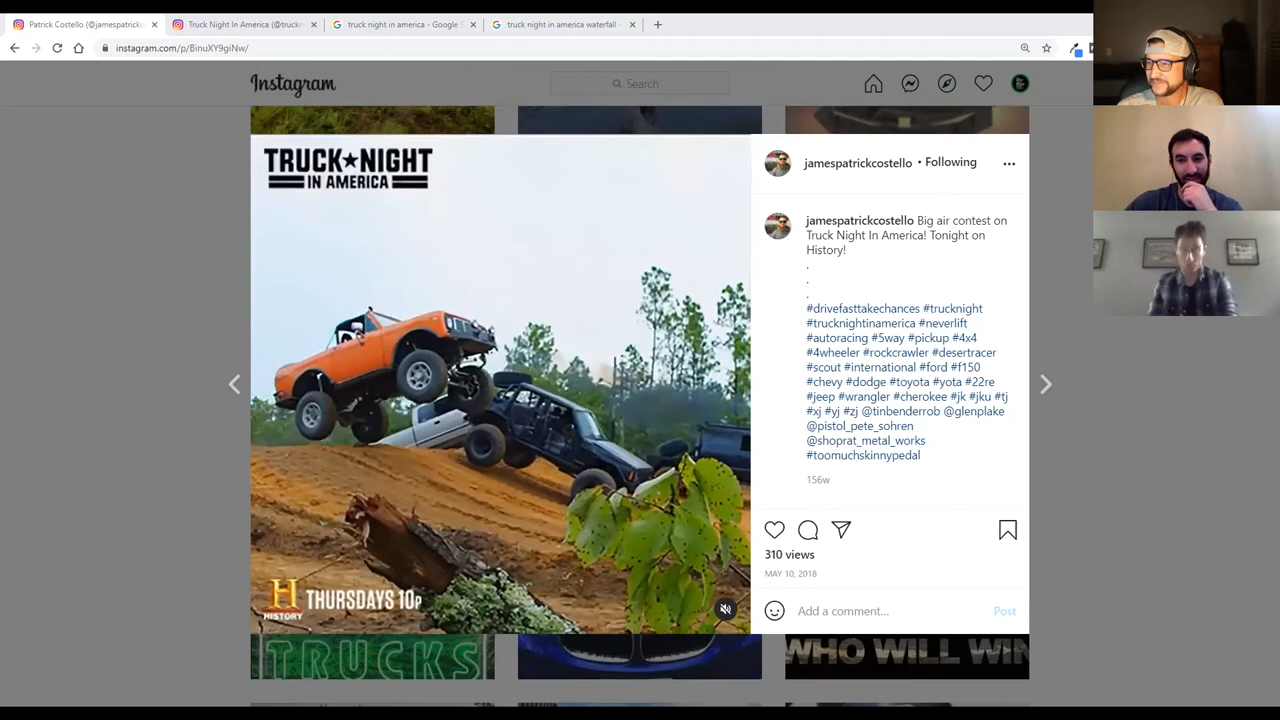 Patrick Costello (@jamespatrickc
Truck Night In America (@truckn
truck night in america - Google S
truck night in america waterfall -
instagram.com/p/BinuXY9giNw/
Instagram
Search
TRUCK★NIGHT
IN AMERICA
jamespatrickcostello • Following
jamespatrickcostello Big air contest on
Truck Night In America! Tonight on
History!
.
.
.
#drivefasttakechances #trucknight
#trucknightinamerica #neverlift
#autoracing #5way #pickup #4x4
#4wheeler #rockcrawler #desertracer
#scout #international #ford #f150
#chevy #dodge #toyota #yota #22re
#jeep #wrangler #cherokee #jk #jku #tj
#xj #yj #zj @tinbenderrob @glenplake
@pistol_pete_sohren
@shoprat_metal_works
#toomuchskinnypedal
156w
310 views
MAY 10, 2018
Add a comment...
Post
H
HISTORY
THURSDAYS 10p
TRUCKS
WHO WILL WIN